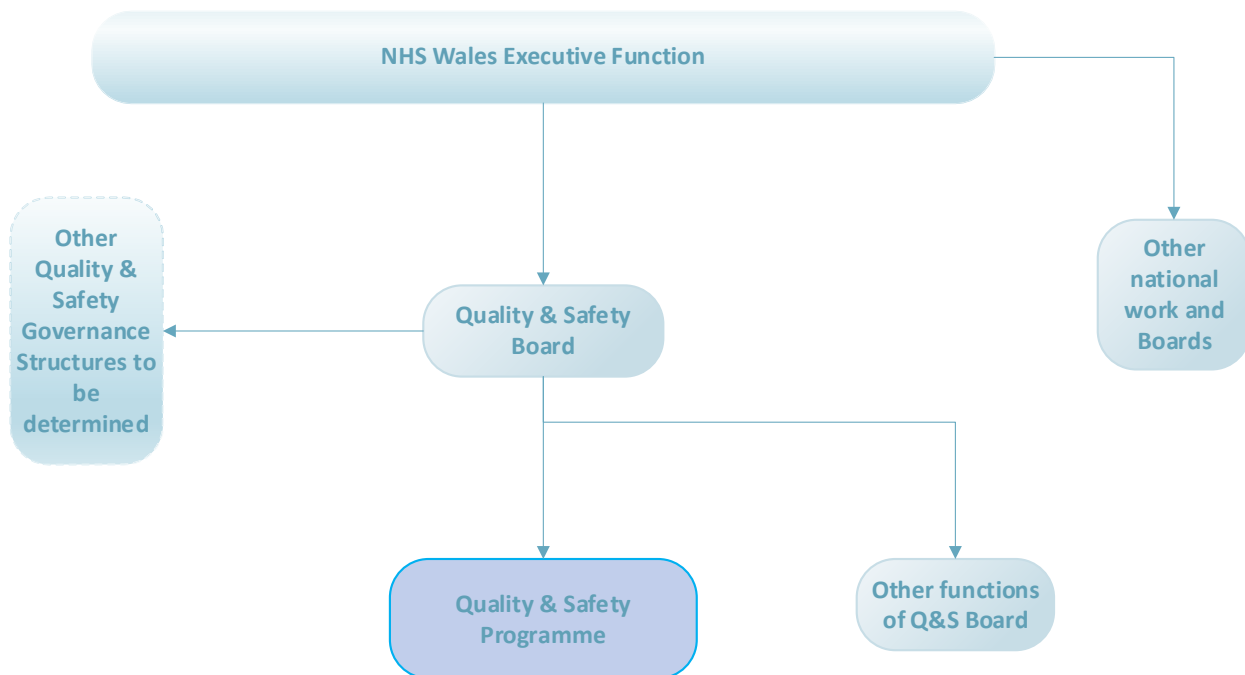 NHS Wales Executive Function
Other
Quality &
Safety
Governance
Structures to
be
determined
Quality & Safety
Board
Other
national
work and
Boards
Quality & Safety
Programme
Other functions
of Q&S Board